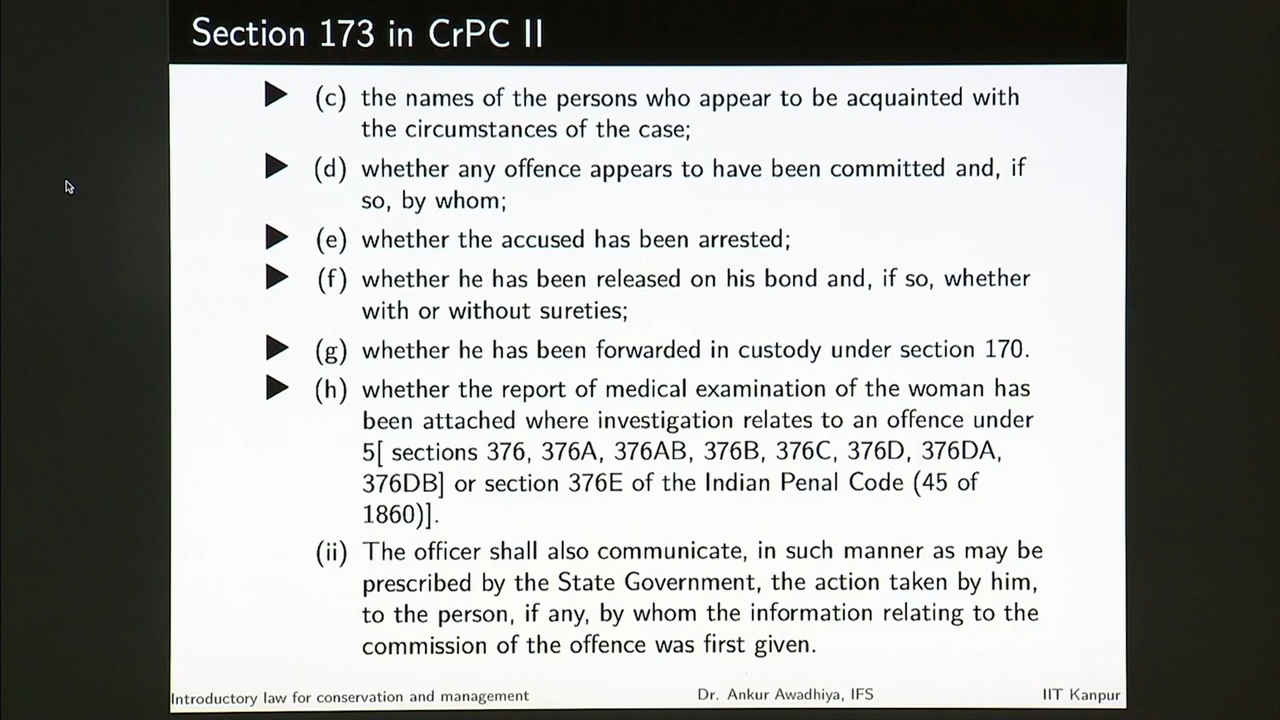 Section 173 in CrPC II
▶ (c) the names of the persons who appear to be acquainted with
the circumstances of the case;
▶ (d) whether any offence appears to have been committed and, if
so, by whom;
▶ (e) whether the accused has been arrested;
▶ (f) whether he has been released on his bond and, if so, whether
with or without sureties;
▶ (g) whether he has been forwarded in custody under section 170.
▶ (h) whether the report of medical examination of the woman has
been attached where investigation relates to an offence under
5[ sections 376, 376A, 376AB, 376B, 376C, 376D, 376DA,
376DB] or section 376E of the Indian Penal Code (45 of
1860)].
(ii) The officer shall also communicate, in such manner as may be
prescribed by the State Government, the action taken by him,
to the person, if any, by whom the information relating to the
commission of the offence was first given.
Introductory law for conservation and management Dr. Ankur Awadhiya, IFS IIT Kanpur